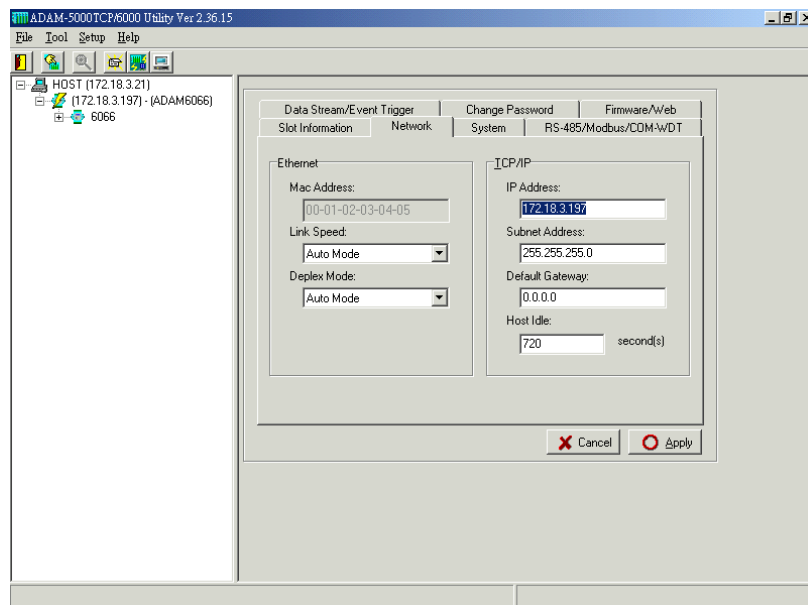 ADAM-5000TCP/6000 Utility Ver 2.36.15
File Tool Setup Help
HOST (172.18.3.21)
(172.18.3.197) - (ADAM6066)
6066
Data Stream/Event Trigger Change Password Firmware/Web
Slot Information Network System RS-485/Modbus/COM-WDT
Ethernet
Mac Address:
00-01-02-03-04-05
Link Speed:
Auto Mode
Deplex Mode:
Auto Mode
TCP/IP
IP Address:
172.18.3.197
Subnet Address:
255.255.255.0
Default Gateway:
0.0.0.0
Host Idle:
720 second(s)
Cancel Apply